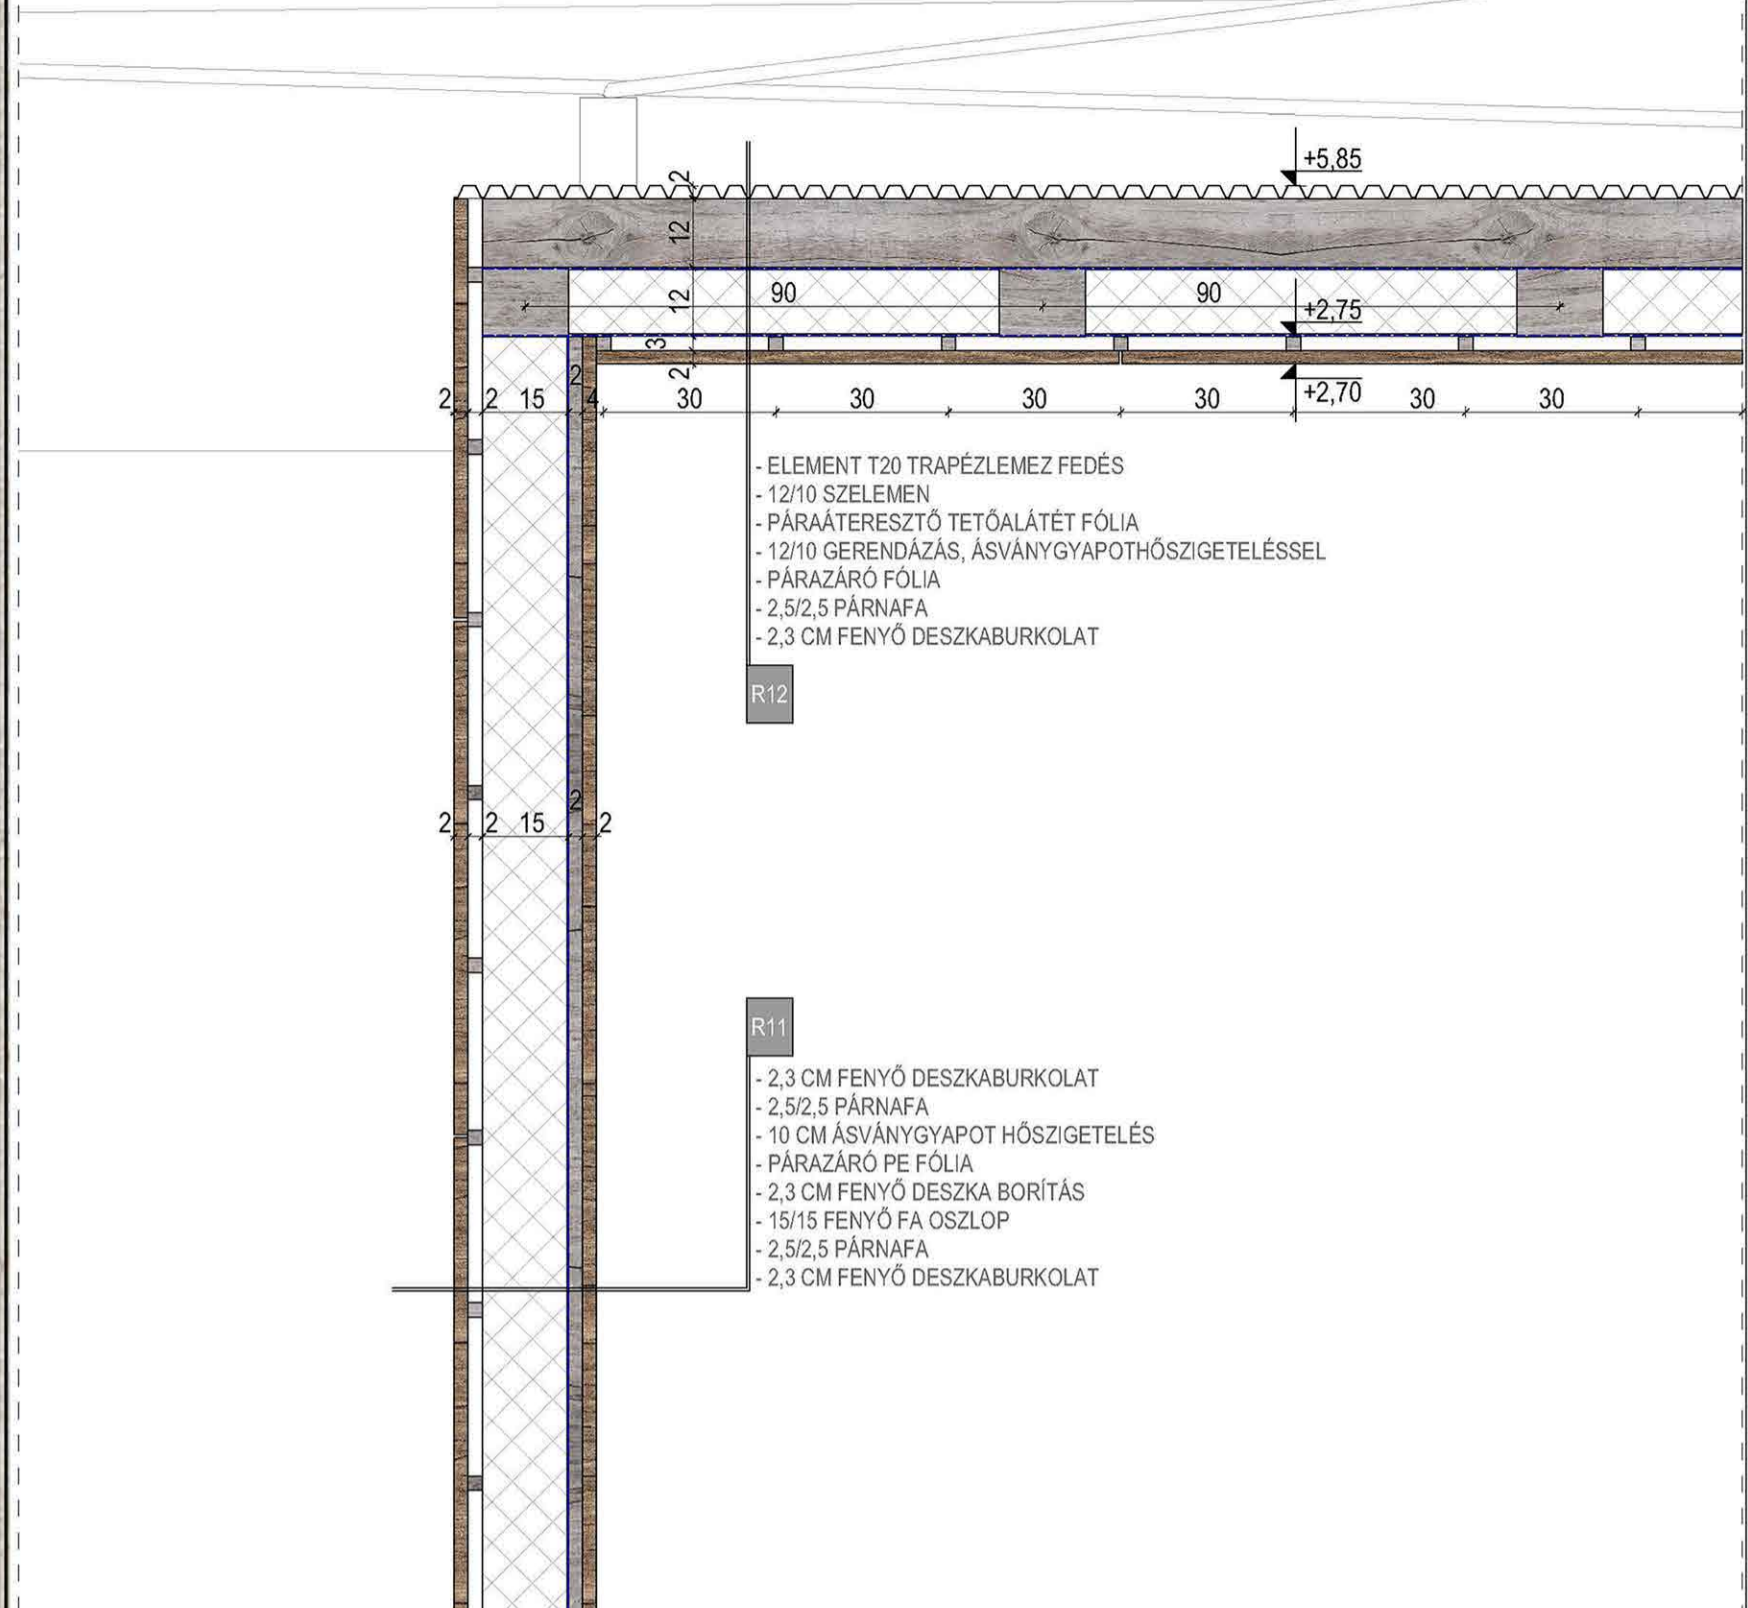 +5,85
2
12
12
90
90
+2,75
3
2
2
2
2
15
4
30
30
30
30
+2,70
30
30
- ELEMENT T20 TRAPÉZLEMEZ FEDÉS
- 12/10 SZELEMEN
- PÁRAÁTERESZTŐ TETŐALÁTÉT FÓLIA
- 12/10 GERENDÁZÁS, ÁSVÁNYGYAPOTHŐSZIGETELÉSSEL
- PÁRAZÁRÓ FÓLIA
- 2,5/2,5 PÁRNAFA
- 2,3 CM FENYŐ DESZKABURKOLAT
R12
2
2
15
2
2
R11
- 2,3 CM FENYŐ DESZKABURKOLAT
- 2,5/2,5 PÁRNAFA
- 10 CM ÁSVÁNYGYAPOT HŐSZIGETELÉS
- PÁRAZÁRÓ PE FÓLIA
- 2,3 CM FENYŐ DESZKA BORÍTÁS
- 15/15 FENYŐ FA OSZLOP
- 2,5/2,5 PÁRNAFA
- 2,3 CM FENYŐ DESZKABURKOLAT